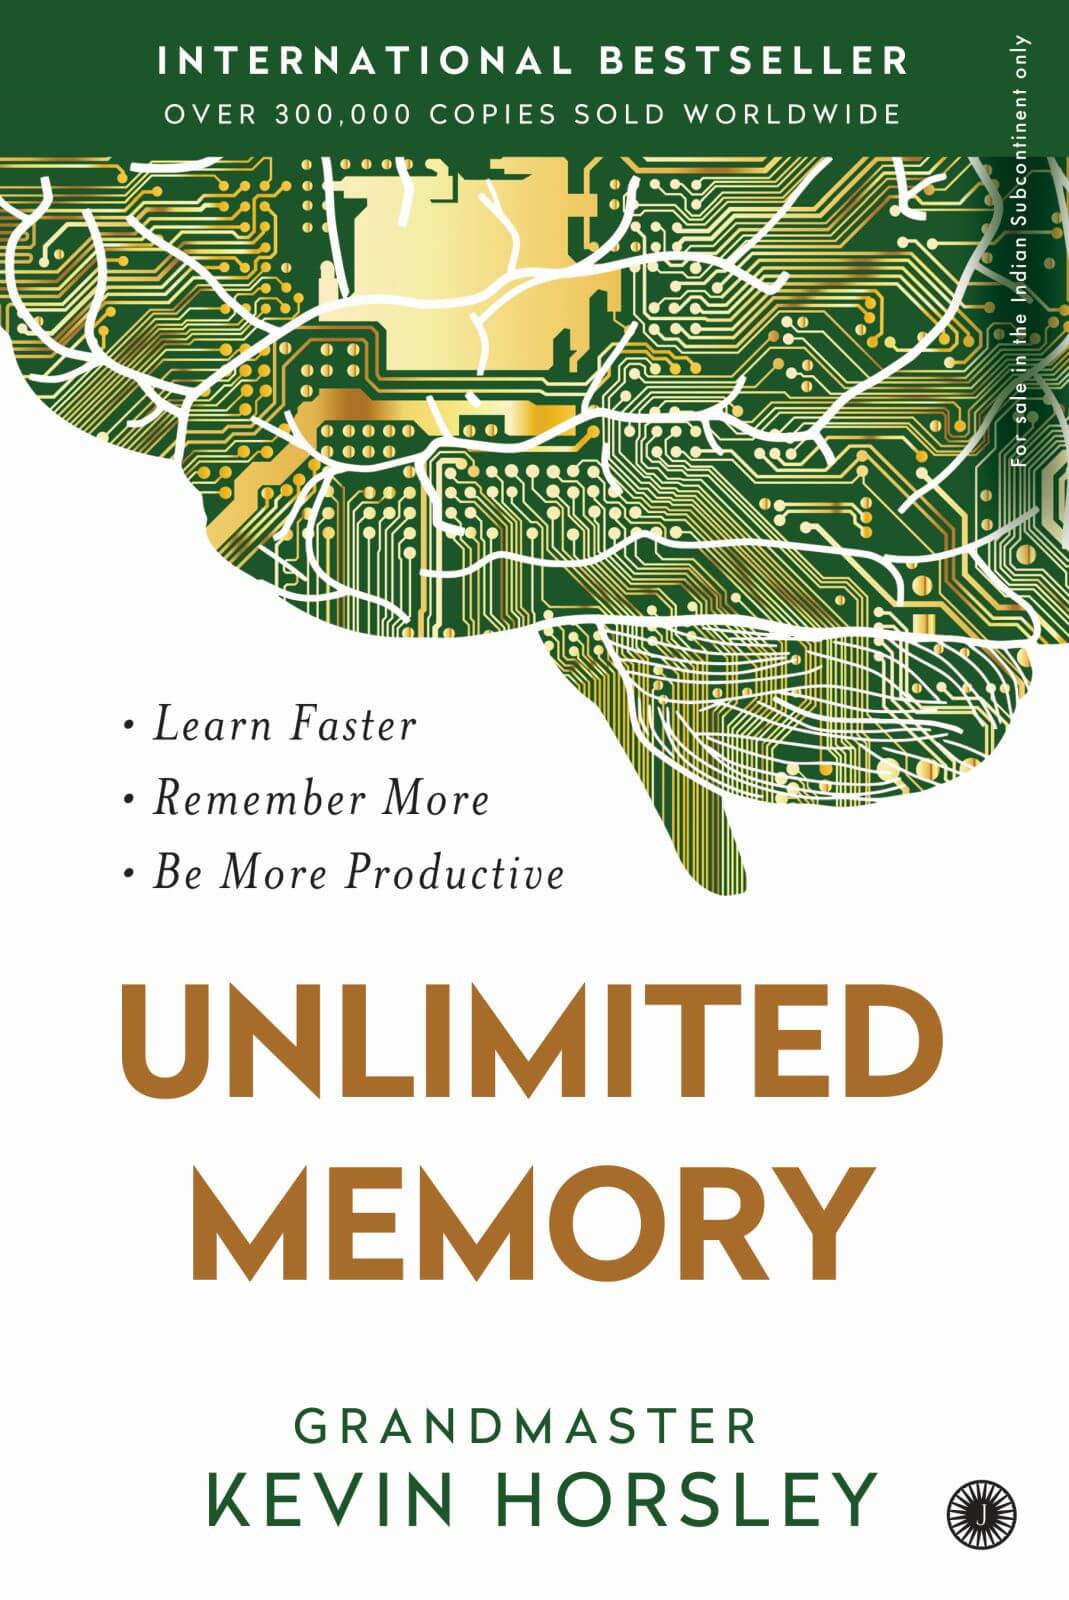 INTERNATIONAL BESTSELLER
OVER 300,000 COPIES SOLD WORLDWIDE
For sale in the Indian Subcontinent only
• Learn Faster
• Remember More
• Be More Productive
UNLIMITED
MEMORY
GRANDMASTER
KEVIN HORSLEY
J